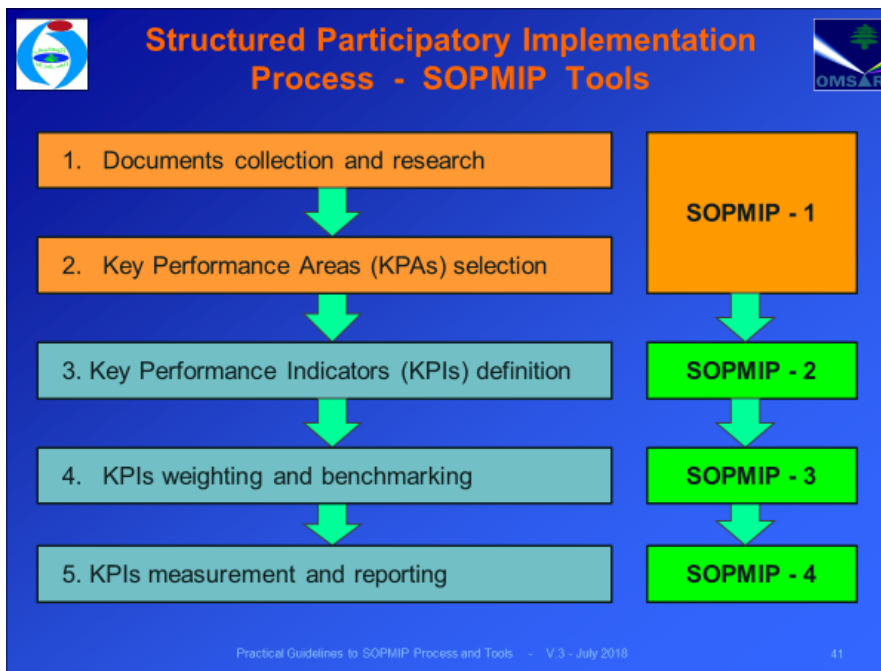 Structured Participatory Implementation
Process - SOPMIP Tools
OMSAR
1. Documents collection and research
SOPMIP - 1
2. Key Performance Areas (KPAs) selection
3. Key Performance Indicators (KPIs) definition
SOPMIP - 2
4. KPIs weighting and benchmarking
SOPMIP - 3
5. KPIs measurement and reporting
SOPMIP - 4
Practical Guidelines to SOPMIP Process and Tools - V.3 - July 2018
41